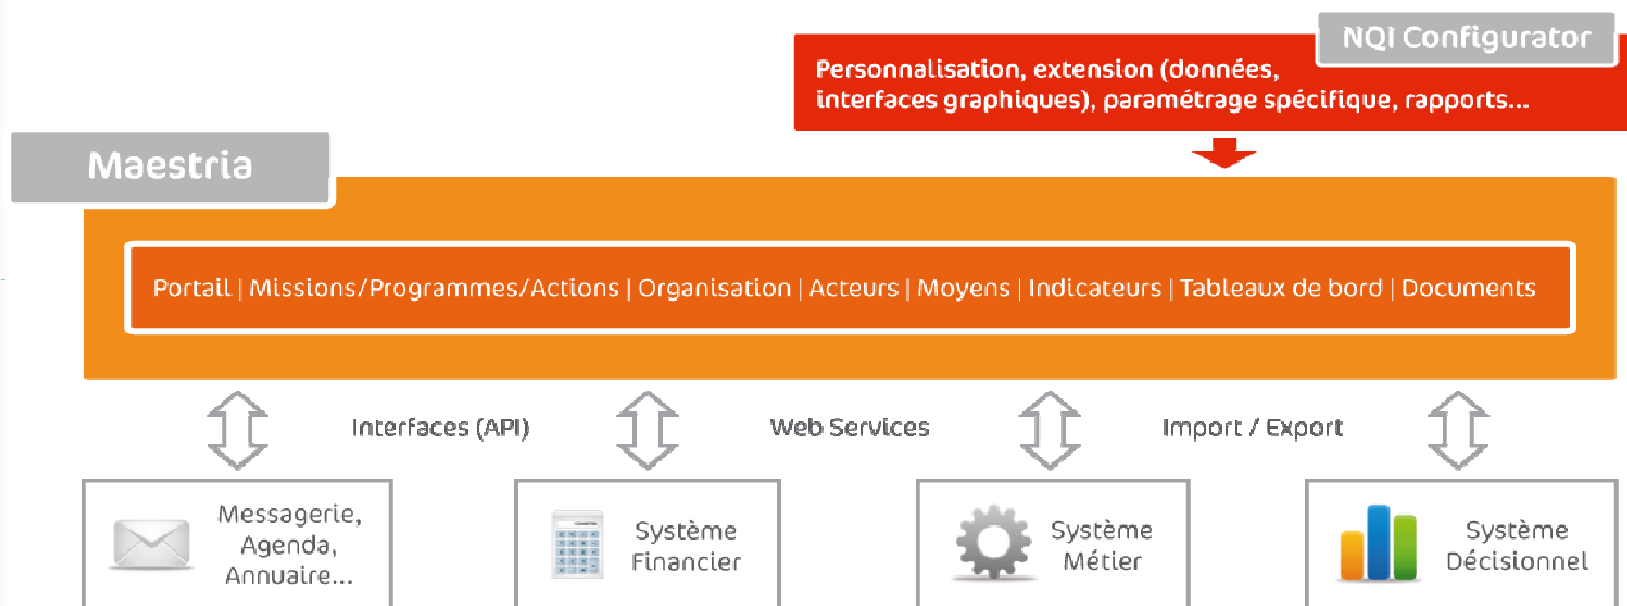 NQI Configurator
Personnalisation, extension (données,
interfaces graphiques), paramétrage spécifique, rapports...
Maestria
Portail | Missions/Programmes/Actions | Organisation | Acteurs | Moyens | Indicateurs | Tableaux de bord | Documents
Interfaces (API)
Web Services
Import / Export
Messagerie,
Agenda,
Annuaire...
Système
Financier
Système
Métier
Système
Décisionnel